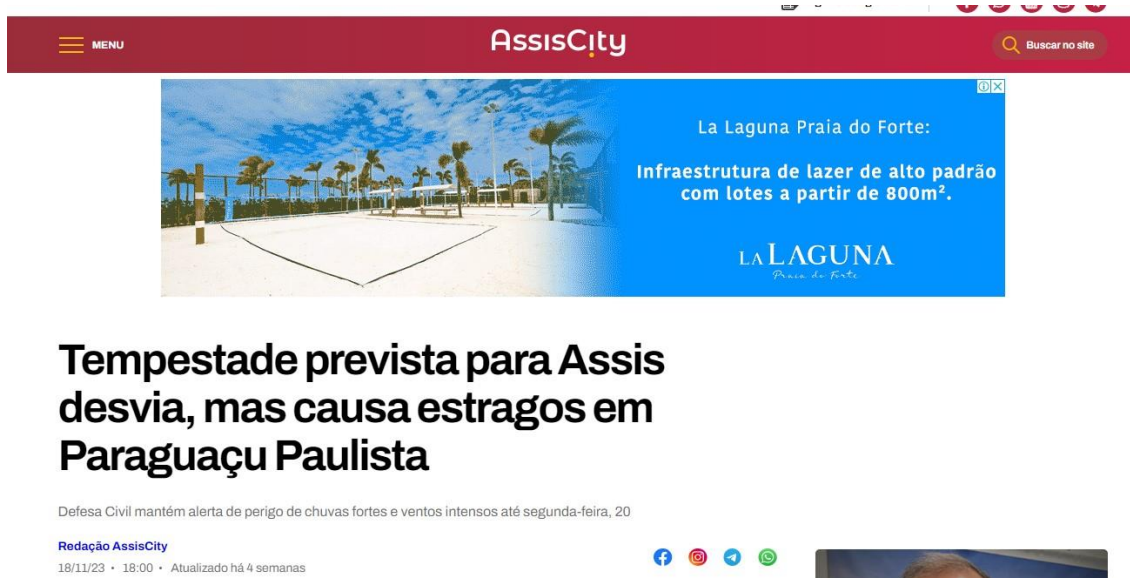 MENU
AssisCity
Buscar no site
La Laguna Praia do Forte:
Infraestrutura de lazer de alto padrão
com lotes a partir de 800m².
LA LAGUNA
Praia do Forte
Tempestade prevista para Assis
desvia, mas causa estragos em
Paraguaçu Paulista
Defesa Civil mantém alerta de perigo de chuvas fortes e ventos intensos até segunda-feira, 20
Redação AssisCity
18/11/23 • 18:00 • Atualizado há 4 semanas